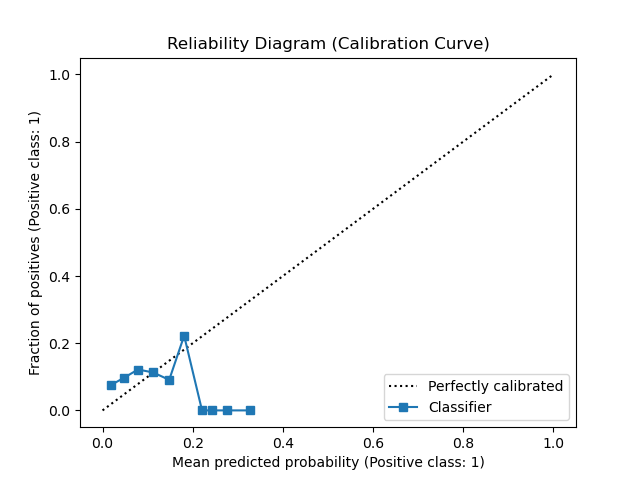 Reliability Diagram (Calibration Curve)
Fraction of positives (Positive class: 1)
1.0
0.8
0.6
0.4
0.2
0.0
0.0 0.2 0.4 0.6 0.8 1.0
Mean predicted probability (Positive class: 1)
Perfectly calibrated
Classifier